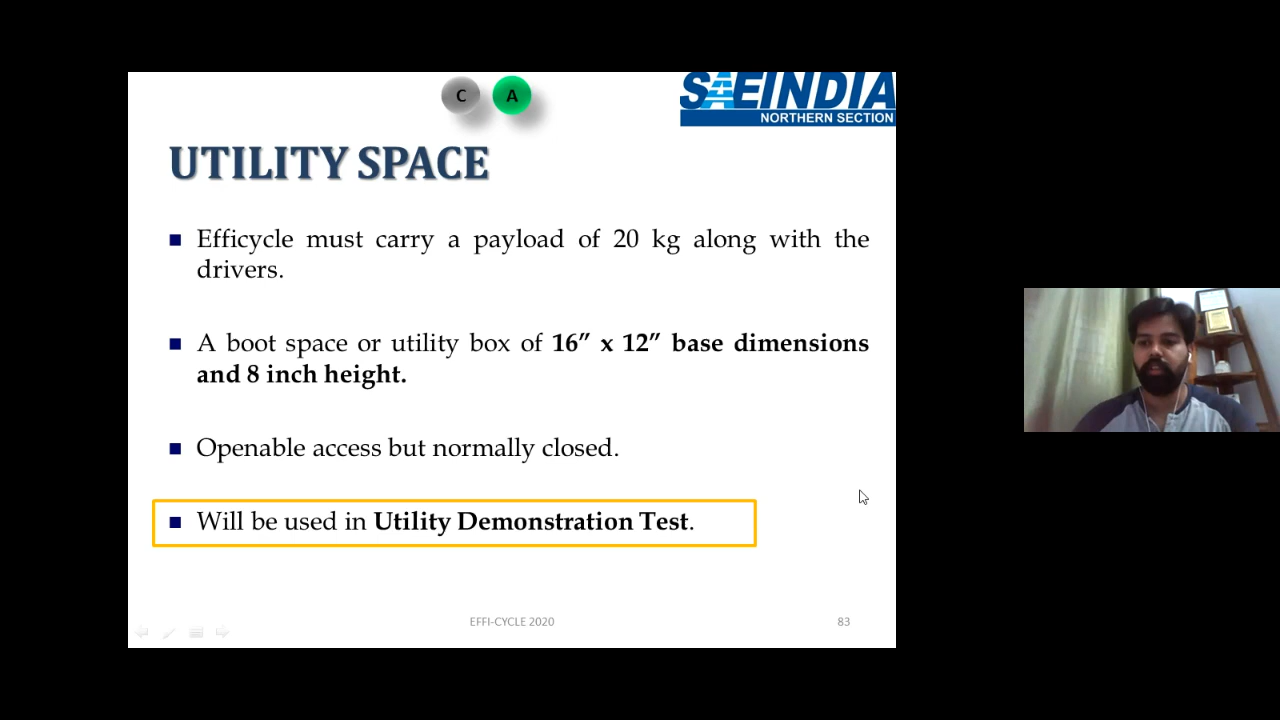 C A
SAEINDIA
NORTHERN SECTION
UTILITY SPACE
Efficycle must carry a payload of 20 kg along with the
drivers.
A boot space or utility box of 16” x 12” base dimensions
and 8 inch height.
Openable access but normally closed.
Will be used in Utility Demonstration Test.
EFFI-CYCLE 2020
83